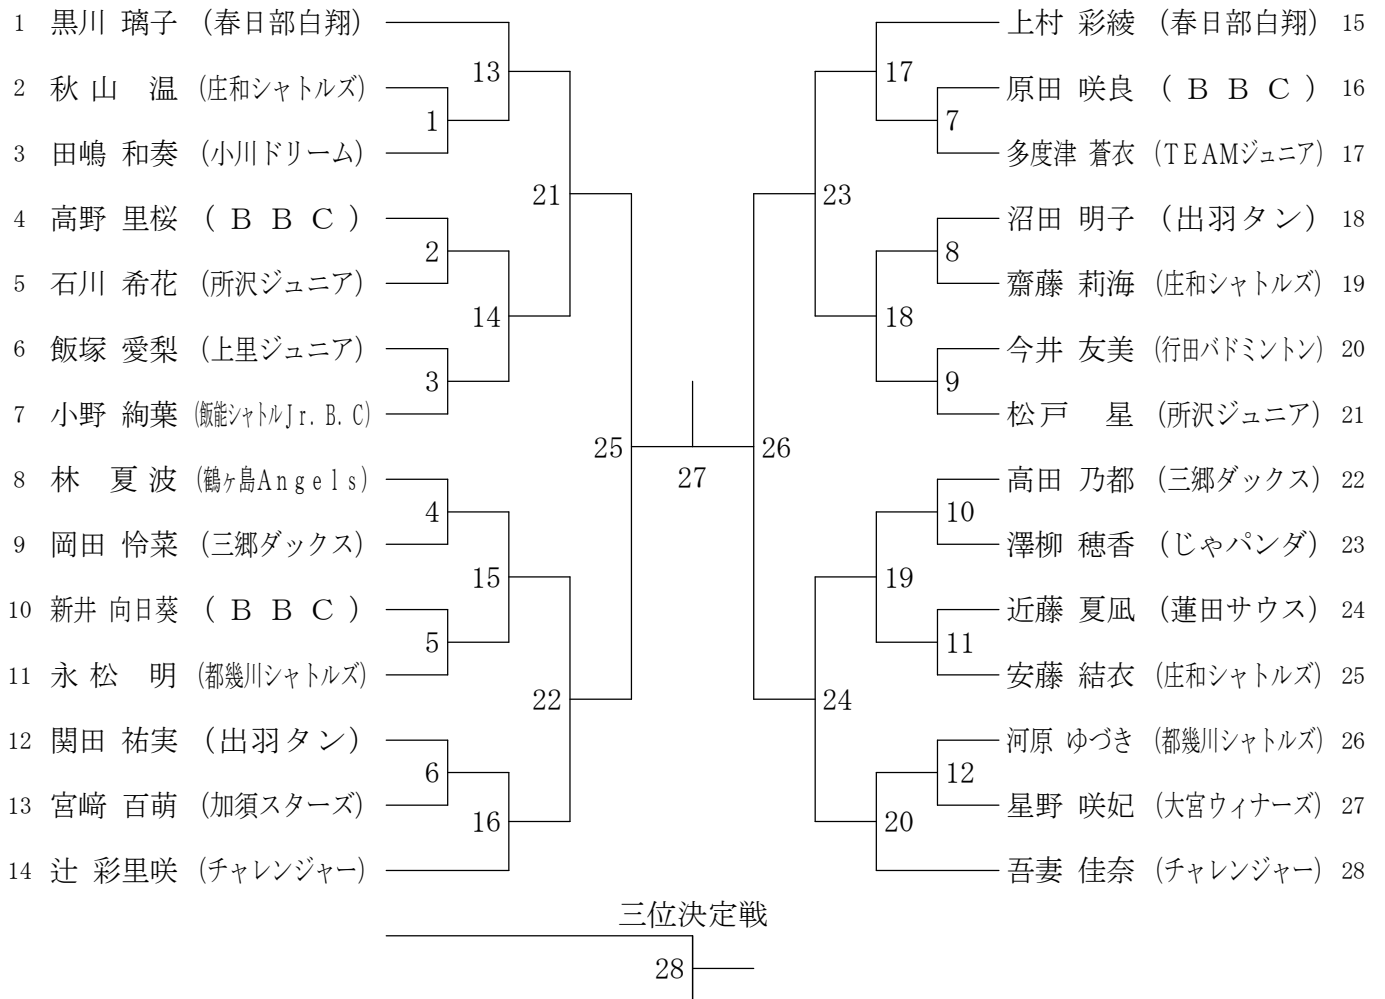 1 黒川 璃子 (春日部白翔)
2 秋山 温 (庄和シャトルズ)
3 田嶋 和奏 (小川ドリーム)
4 高野 里桜 (BBC)
5 石川 希花 (所沢ジュニア)
6 飯塚 愛梨 (上里ジュニア)
7 小野 絢葉 (飯能シャトルJr.B.C)
8 林 夏波 (鶴ヶ島Angels)
9 岡田 怜菜 (三郷ダックス)
10 新井 向日葵 (BBC)
11 永松 明 (都幾川シャトルズ)
12 関田 祐実 (出羽タン)
13 宮﨑 百萌 (加須スターズ)
14 辻 彩里咲 (チャレンジャー)
1
2
3
4
5
6
13
14
15
16
21
22
25
27
26
23
24
17
18
19
20
7
8
9
10
11
12
上村 彩綾 (春日部白翔) 15
原田 咲良 (BBC) 16
多度津 蒼衣 (TEAMジュニア) 17
沼田 明子 (出羽タン) 18
齋藤 莉海 (庄和シャトルズ) 19
今井 友美 (行田バドミントン) 20
松戸 星 (所沢ジュニア) 21
高田 乃都 (三郷ダックス) 22
澤柳 穂香 (じゃパンダ) 23
近藤 夏凪 (蓮田サウス) 24
安藤 結衣 (庄和シャトルズ) 25
河原 ゆづき (都幾川シャトルズ) 26
星野 咲妃 (大宮ウィナーズ) 27
吾妻 佳奈 (チャレンジャー) 28
三位決定戦
28